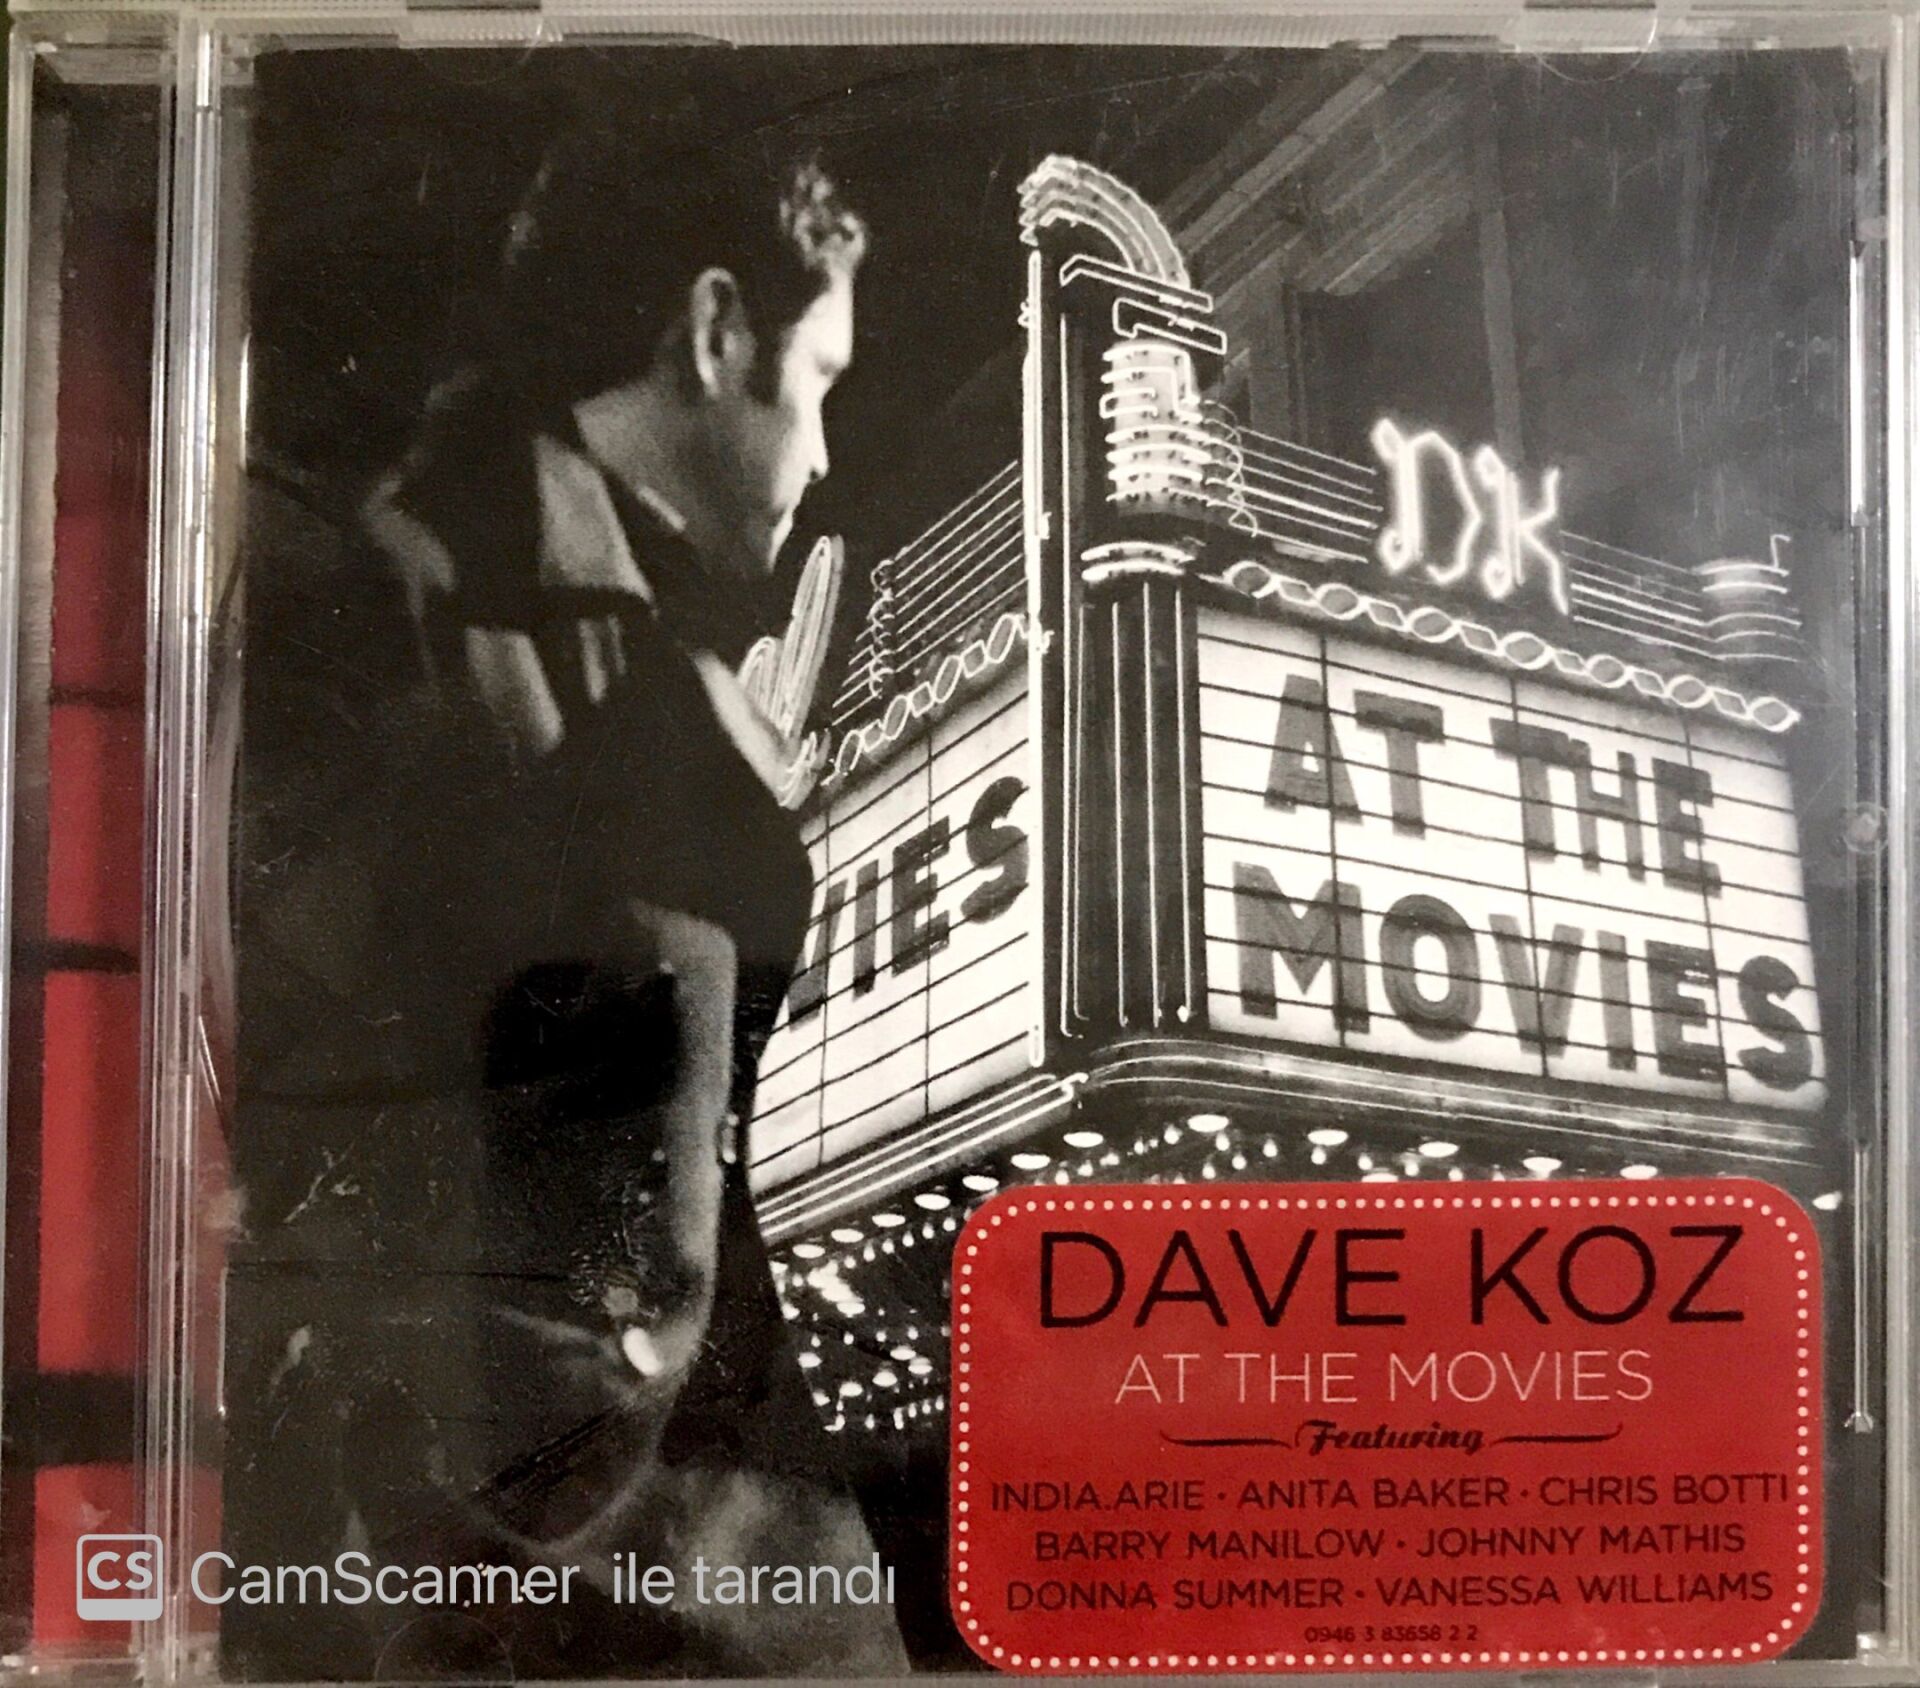 DK
AT THE
MOVIES
VIES
DAVE KOZ
AT THE MOVIES
Featuring
INDIA.ARIE · ANITA BAKER · CHRIS BOTTI
BARRY MANILOW · JOHNNY MATHIS
DONNA SUMMER · VANESSA WILLIAMS
0946 3 83658 2 2
CS CamScanner ile tarandı